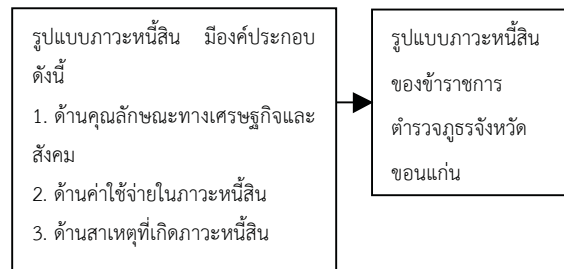 รูปแบบภาวะหนี้สิน มีองค์ประกอบ
ดังนี้
1. ด้านคุณลักษณะทางเศรษฐกิจและ
สังคม
2. ด้านค่าใช้จ่ายในภาวะหนี้สิน
3. ด้านสาเหตุที่เกิดภาวะหนี้สิน
รูปแบบภาวะหนี้สิน
ของข้าราชการ
ตำรวจภูธรจังหวัด
ขอนแก่น